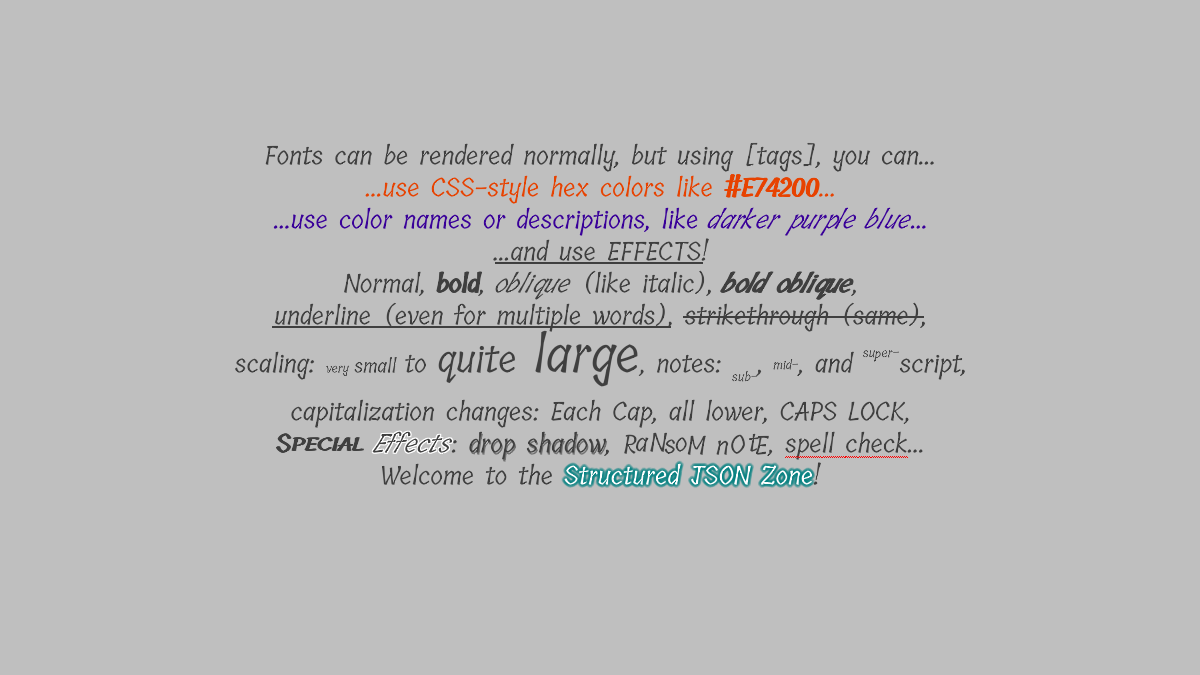 Fonts can be rendered normally, but using [tags], you can...
...use CSS-style hex colors like #E74200...
...use color names or descriptions, like darker purple blue...
...and use EFFECTS!
Normal, bold, oblique (like italic), bold oblique,
underline (even for multiple words), strikethrough (same),
scaling: very small to quite large, notes: sub-, mid-, and super-script,
capitalization changes: Each Cap, all lower, CAPS LOCK,
Special Effects: drop shadow, RaNsoM nOtE, spell check...
Welcome to the Structured JSON Zone!